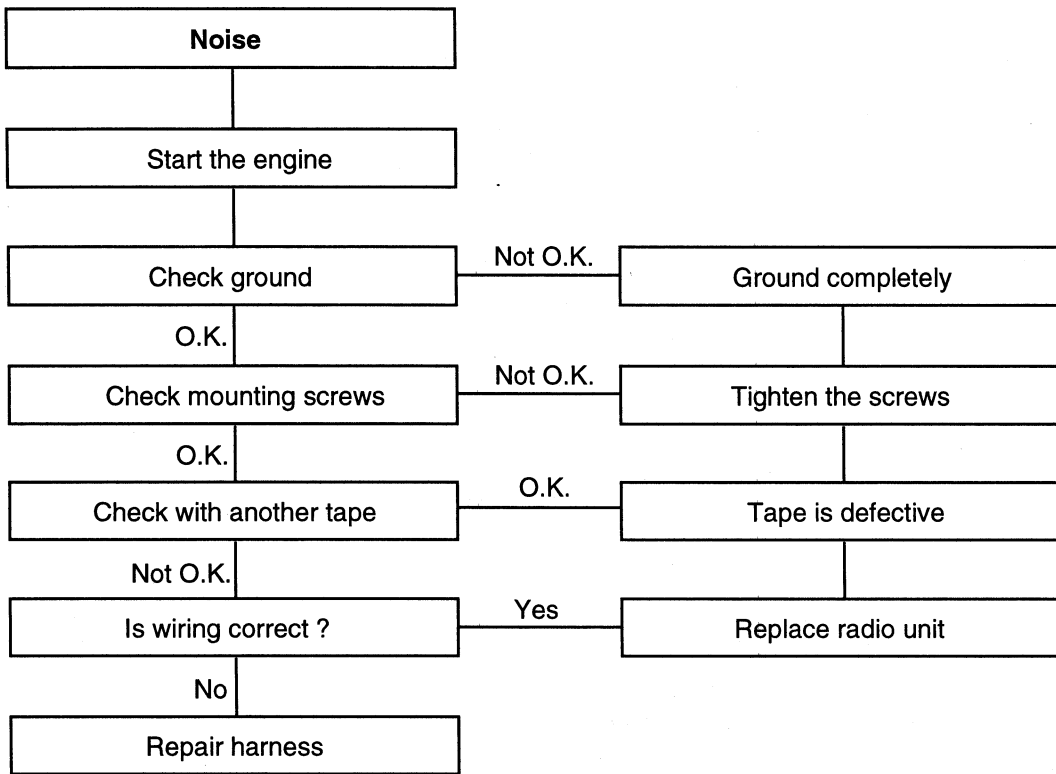 Noise
Start the engine
Check ground
Not O.K.
Ground completely
O.K.
Check mounting screws
Not O.K.
Tighten the screws
O.K.
Check with another tape
O.K.
Tape is defective
Not O.K.
Is wiring correct ?
Yes
Replace radio unit
No
Repair harness